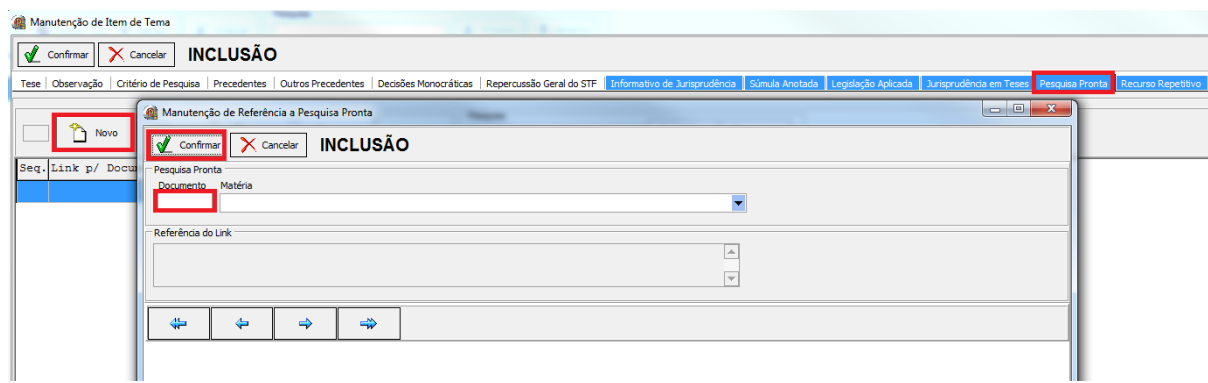 Manutenção de Item de Tema
Confirmar Cancelar INCLUSÃO
Tese Observação Critério de Pesquisa Precedentes Outros Precedentes Decisões Monocráticas Repercussão Geral do STF Informativo de Jurisprudência Súmula Anotada Legislação Aplicada Jurisprudência em Teses Pesquisa Pronta Recurso Repetitivo
Novo
Seq. Link p/ Docu
Manutenção de Referência a Pesquisa Pronta
Confirmar Cancelar INCLUSÃO
Pesquisa Pronta
Documento Matéria
Referência do Link